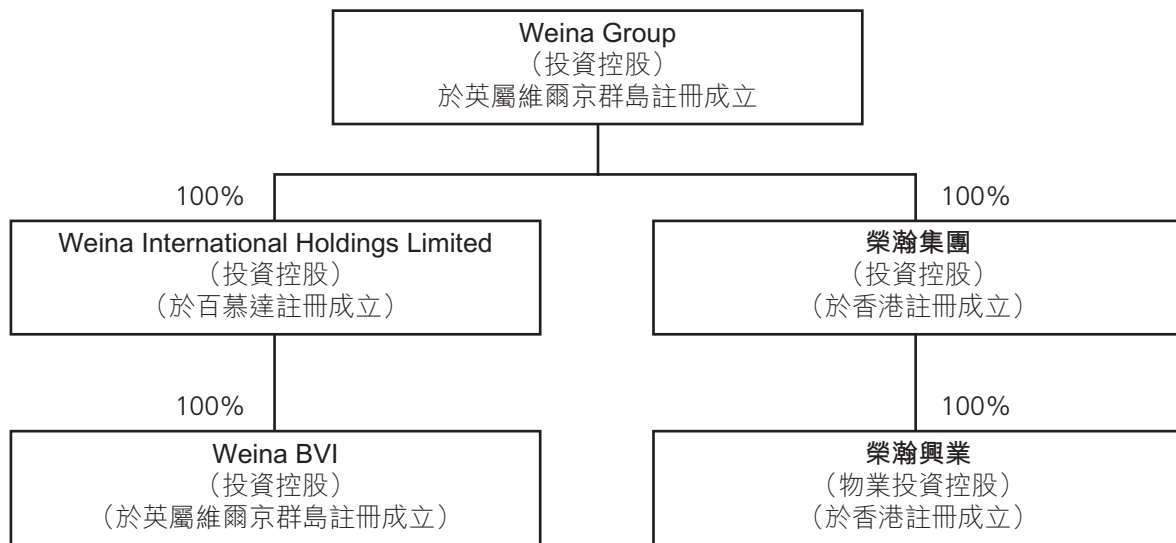 Weina Group
（投資控股）
於英屬維爾京群島註冊成立
100%
100%
Weina International Holdings Limited
（投資控股）
（於百慕達註冊成立）
榮瀚集團
（投資控股）
（於香港註冊成立）
100%
100%
Weina BVI
（投資控股）
（於英屬維爾京群島註冊成立）
榮瀚興業
（物業投資控股）
（於香港註冊成立）